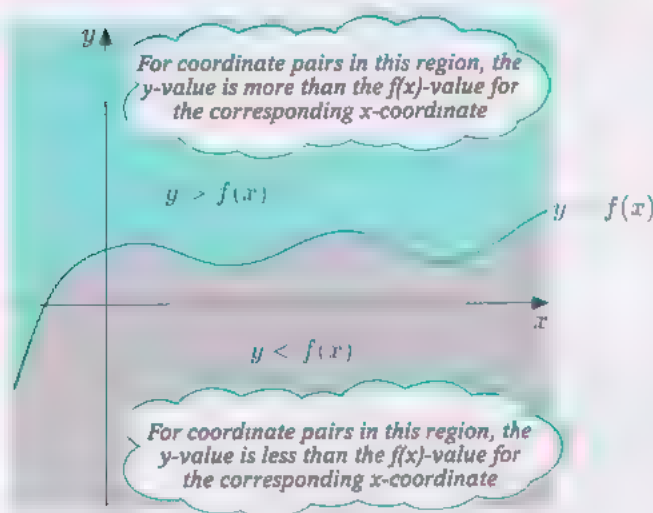 y
For coordinate pairs in this region, the
y-value is more than the f(x)-value for
the corresponding x-coordinate
y > f(x)
y f(x)
x
y < f(x)
For coordinate pairs in this region, the
y-value is less than the f(x)-value for
the corresponding x-coordinate